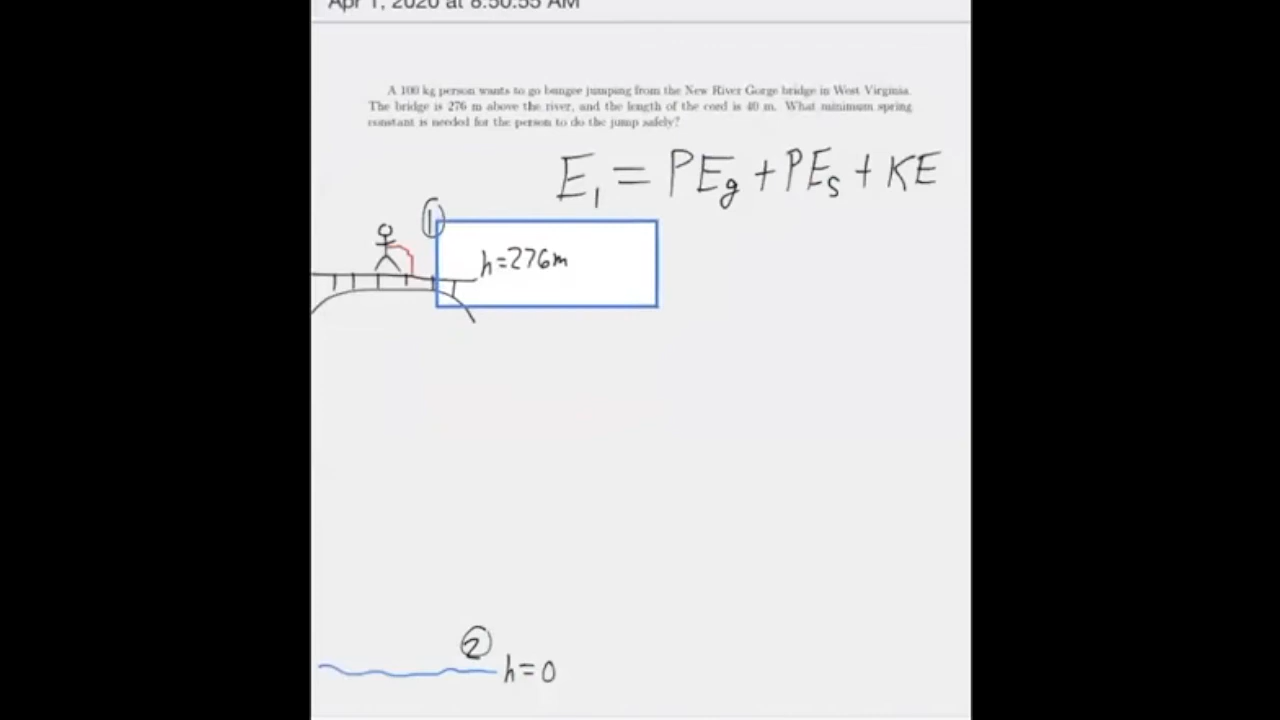 Apr 1, 2020 at 8:50:55 AM
A 100 kg person wants to go bungee jumping from the New River Gorge bridge in West Virginia.
The bridge is 276 m above the river, and the length of the cord is 40 m. What minimum spring
constant is needed for the person to do the jump safely?
E₁ = PEg + PEs + KE
①
h=276m
②
h=0